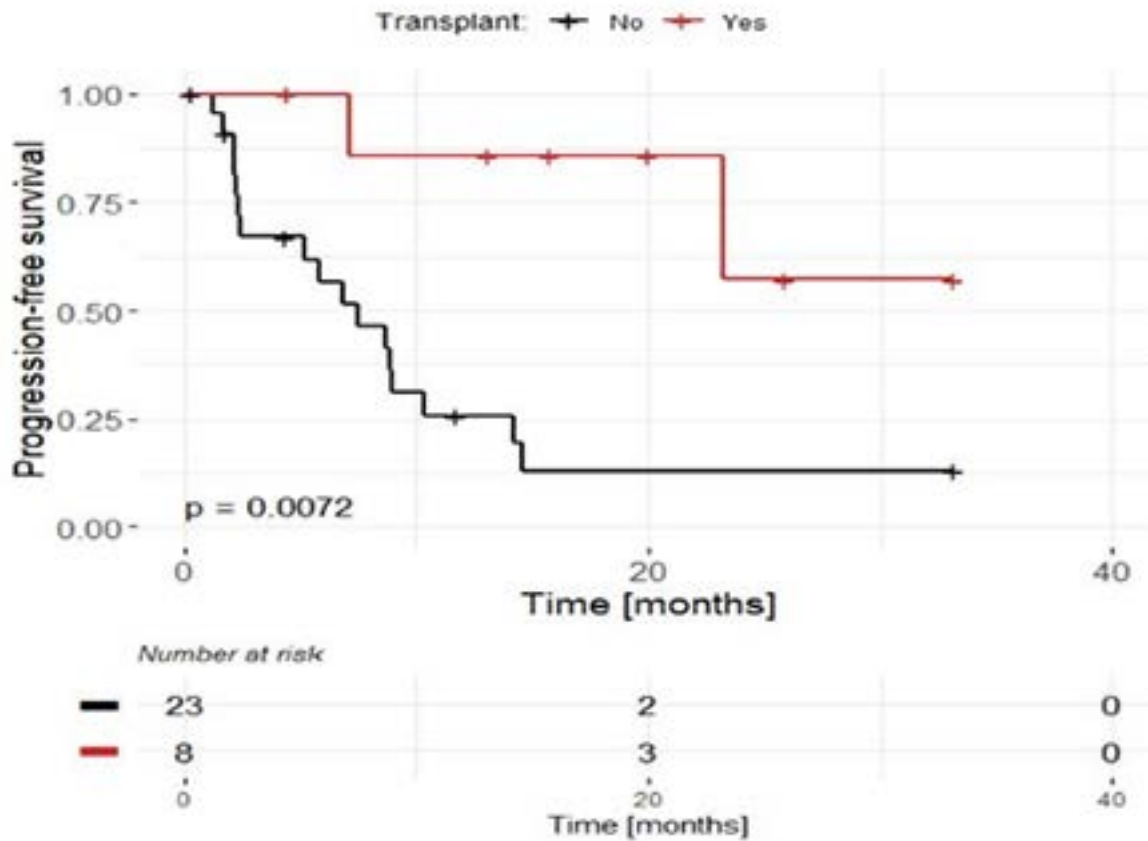 Transplant: No Yes
Progression-free survival
1.00
0.75
0.50
0.25
0.00
p = 0.0072
0 20 40
Time [months]
Number at risk
23 2 0
8 3 0
0 20 40
Time [months]